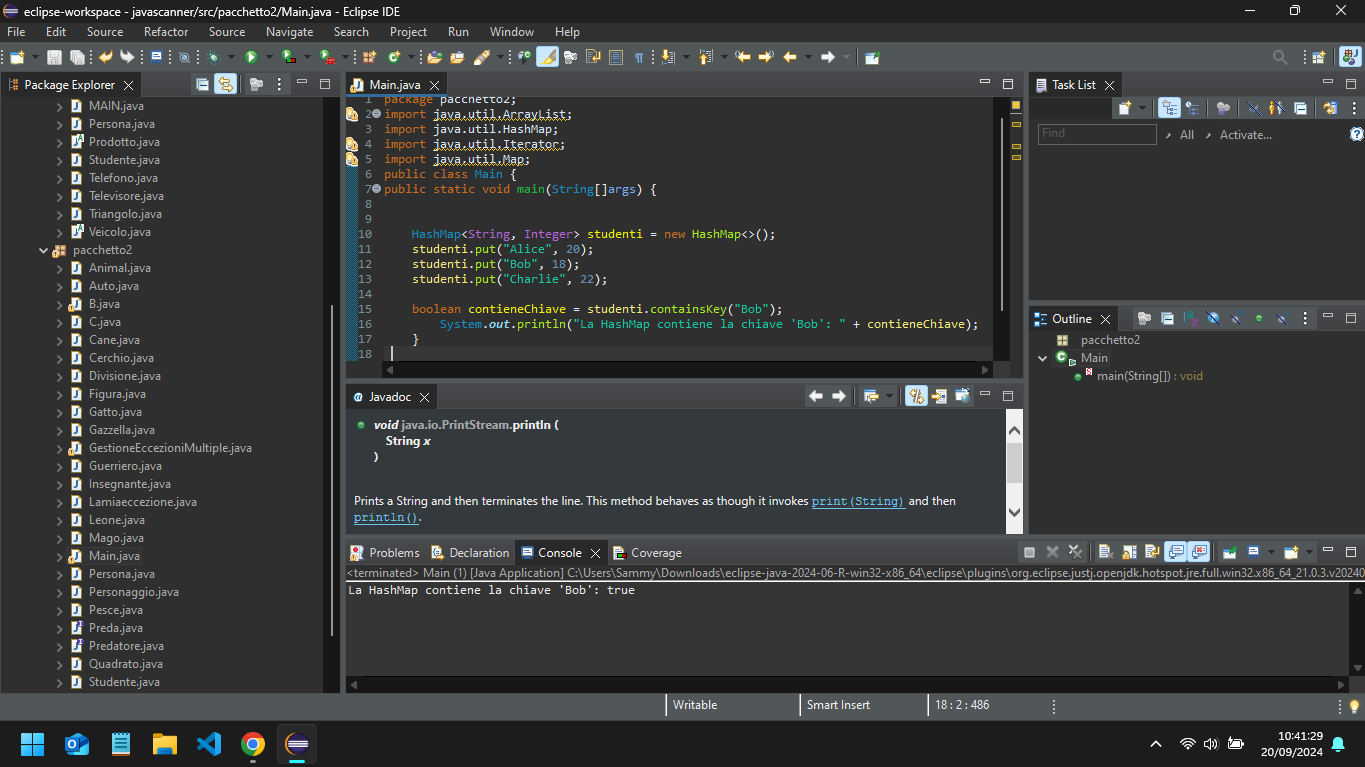 eclipse-workspace - javascanner/src/pacchetto2/Main.java - Eclipse IDE
File Edit Source Refactor Source Navigate Search Project Run Window Help
Package Explorer
MAIN.java
Persona.java
Prodotto.java
Studente.java
Telefono.java
Televisore.java
Triangolo.java
Veicolo.java
pacchetto2
Animal.java
Auto.java
B.java
C.java
Cane.java
Cerchio.java
Divisione.java
Figura.java
Gatto.java
Gazzella.java
GestioneEccezioniMultiple.java
Guerriero.java
Insegnante.java
Lamiaeccezione.java
Leone.java
Mago.java
Main.java
Persona.java
Personaggio.java
Pesce.java
Preda.java
Predatore.java
Quadrato.java
Studente.java
Main.java
1 package pacchetto2;
2 import java.util.ArrayList;
3 import java.util.HashMap;
4 import java.util.Iterator;
5 import java.util.Map;
6 public class Main {
7 public static void main(String[]args) {
8
9
10 HashMap<String, Integer> studenti = new HashMap<>();
11 studenti.put("Alice", 20);
12 studenti.put("Bob", 18);
13 studenti.put("Charlie", 22);
14
15 boolean contieneChiave = studenti.containsKey("Bob");
16 System.out.println("La HashMap contiene la chiave 'Bob': " + contieneChiave);
17 }
18
Javadoc
void java.io.PrintStream.println (
String x
)
Prints a String and then terminates the line. This method behaves as though it invokes print(String) and then
println().
Problems Declaration Console Coverage
<terminated> Main (1) [Java Application] C:\Users\Sammy\Downloads\eclipse-java-2024-06-R-win32-x86_64\eclipse\plugins\org.eclipse.justj.openjdk.hotspot.jre.full.win32.x86_64_21.0.3.v20240
La HashMap contiene la chiave 'Bob': true
Task List
Find All Activate...
Outline
pacchetto2
Main
main(String[]) : void
Writable Smart Insert 18 : 2 : 486
10:41:29
20/09/2024